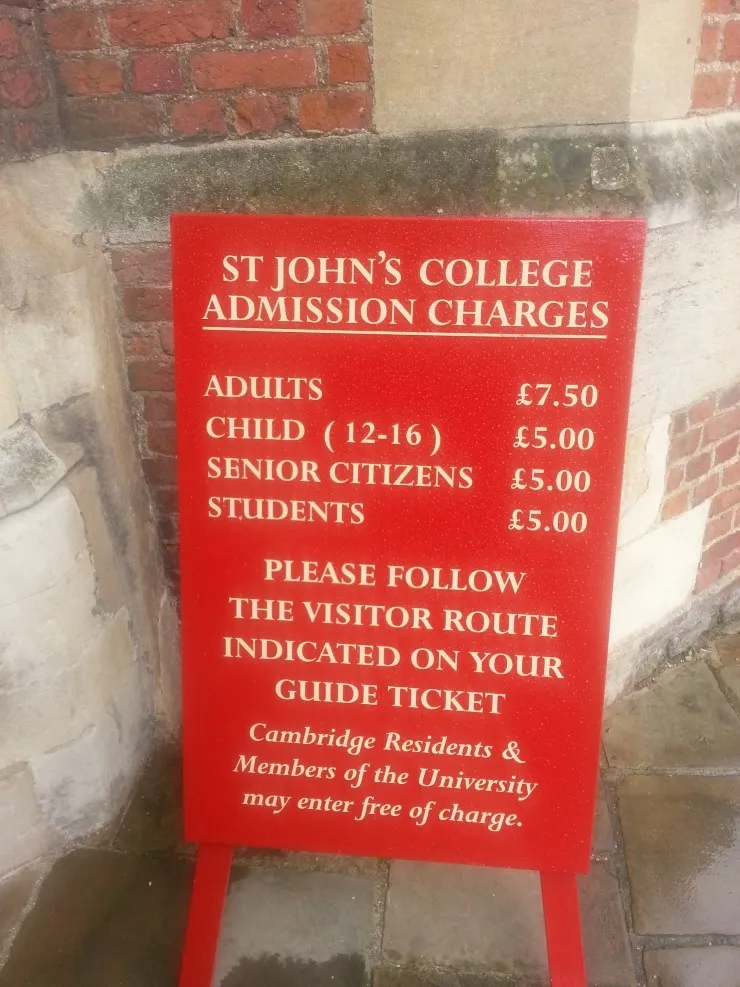 ST JOHN'S COLLEGE
ADMISSION CHARGES
ADULTS £7.50
CHILD ( 12-16 ) £5.00
SENIOR CITIZENS £5.00
STUDENTS £5.00
PLEASE FOLLOW
THE VISITOR ROUTE
INDICATED ON YOUR
GUIDE TICKET
Cambridge Residents &
Members of the University
may enter free of charge.